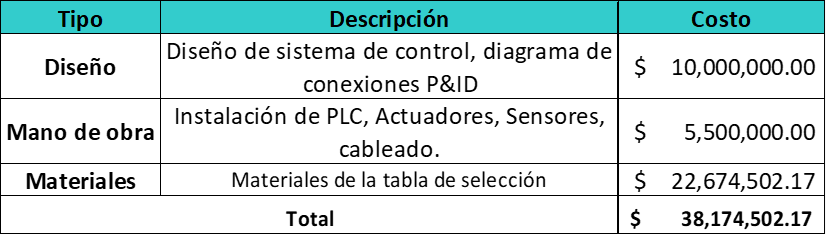 Tipo Descripción Costo
Diseño Diseño de sistema de control, diagrama de conexiones P&ID $ 10,000,000.00
Mano de obra Instalación de PLC, Actuadores, Sensores, cableado. $ 5,500,000.00
Materiales Materiales de la tabla de selección $ 22,674,502.17
Total $ 38,174,502.17